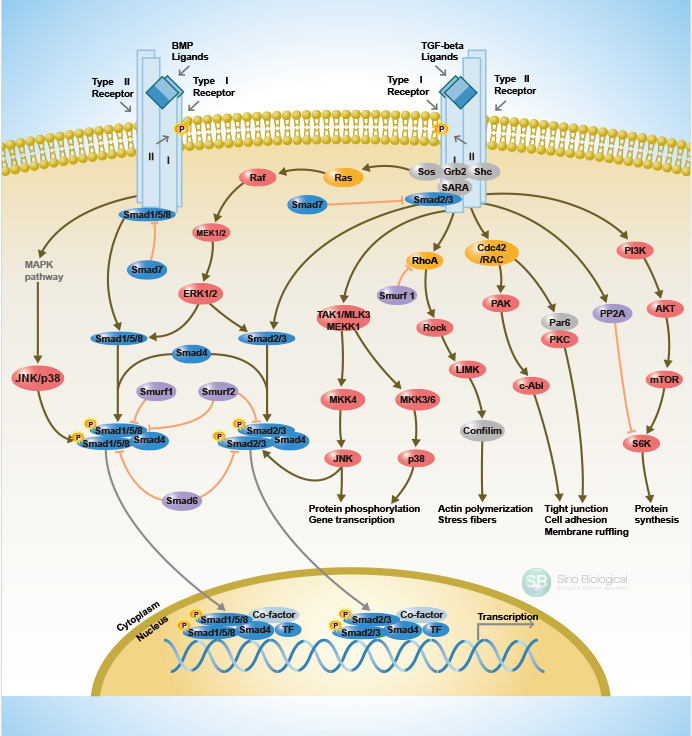 BMP
Ligands
TGF-beta
Ligands
Type II
Receptor
Type I
Receptor
Type I
Receptor
Type II
Receptor
P
P
II
I
I
II
Sos
Grb2
Shc
SARA
Smad2/3
Ras
Raf
Smad7
Smad1/5/8
MEK1/2
Smad7
MAPK
pathway
RhoA
Cdc42
/RAC
PI3K
ERK1/2
Smurf 1
TAK1/MLK3
MEKK1
PAK
PP2A
AKT
Rock
Par6
PKC
Smad1/5/8
Smad2/3
Smad4
JNK/p38
LIMK
c-Abl
mTOR
Smurf1
Smurf2
MKK4
MKK3/6
Confilim
P
Smad1/5/8
P
Smad1/5/8
Smad4
P
Smad2/3
P
Smad2/3
Smad4
S6K
JNK
p38
Smad6
Protein phosphorylation
Gene transcription
Actin polymerization
Stress fibers
Tight junction
Cell adhesion
Membrane ruffling
Protein
synthesis
SB
Sino Biological
Cytoplasm
Nucleus
P
Smad1/5/8
Co-factor
P
Smad1/5/8
Smad4
TF
P
Smad2/3
Co-factor
P
Smad2/3
Smad4
TF
Transcription